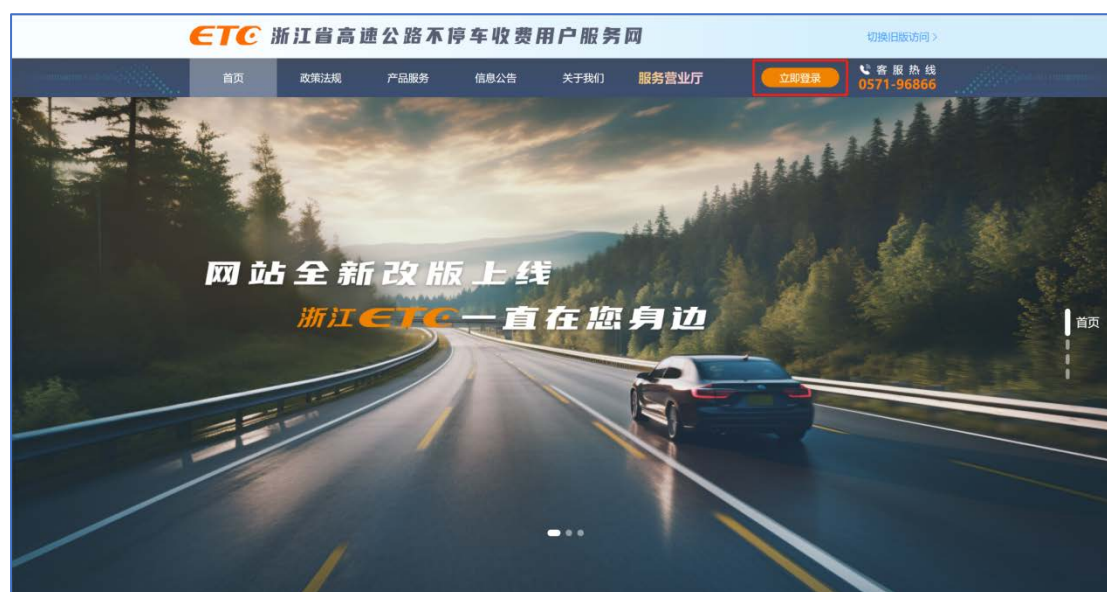 ETC 浙江省高速公路不停车收费用户服务网
切换旧版访问 >
首页 政策法规 产品服务 信息公告 关于我们 服务营业厅 立即登录
客服热线
0571-96866
网站全新改版上线
浙江ETC一直在您身边
首页